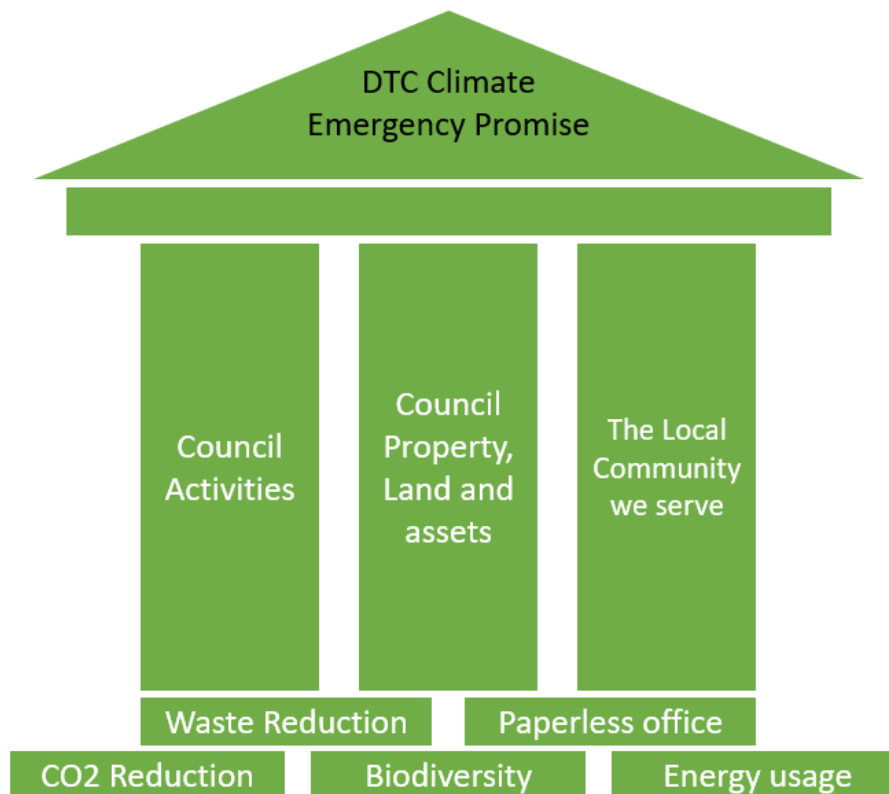 DTC Climate
Emergency Promise
Council
Activities
Council
Property,
Land and
assets
The Local
Community
we serve
Waste Reduction
Paperless office
CO2 Reduction
Biodiversity
Energy usage